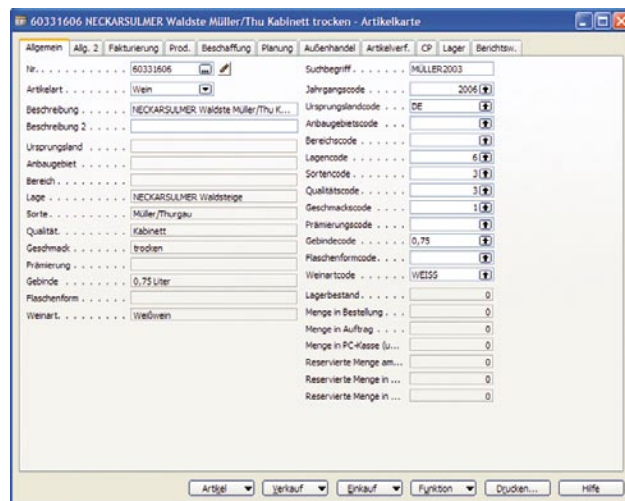 60331606 NECKARSULMER Waldste Müller/Thu Kabinett trocken - Artikelkarte
Allgemein Allg. 2 Fakturierung Prod. Beschaffung Planung Außenhandel Artikelverf. CP Lager Berichtsw.
Nr. 60331606
Artikelart Wein
Beschreibung NECKARSULMER Waldste Müller/Thu K...
Beschreibung 2
Ursprungsland
Anbaugebiet
Bereich
Lage NECKARSULMER Waldsteige
Sorte Müller/Thurgau
Qualität Kabinett
Geschmack trocken
Prämierung
Gebinde 0,75 Liter
Flaschenform
Weinart Weißwein
Suchbegriff MÜLLER2003
Jahrgangscode 2006
Ursprungslandcode DE
Anbaugebietscode
Bereichscode
Lagencode 6
Sortencode 3
Qualitätscode 3
Geschmackscode 1
Prämierungscode
Gebindecode 0,75
Flaschenformcode
Weinartcode WEISS
Lagerbestand 0
Menge in Bestellung 0
Menge in Auftrag 0
Menge in PC-Kasse (u... 0
Reservierte Menge am... 0
Reservierte Menge in ... 0
Reservierte Menge in ... 0
Artikel Verkauf Einkauf Funktion Drucken... Hilfe